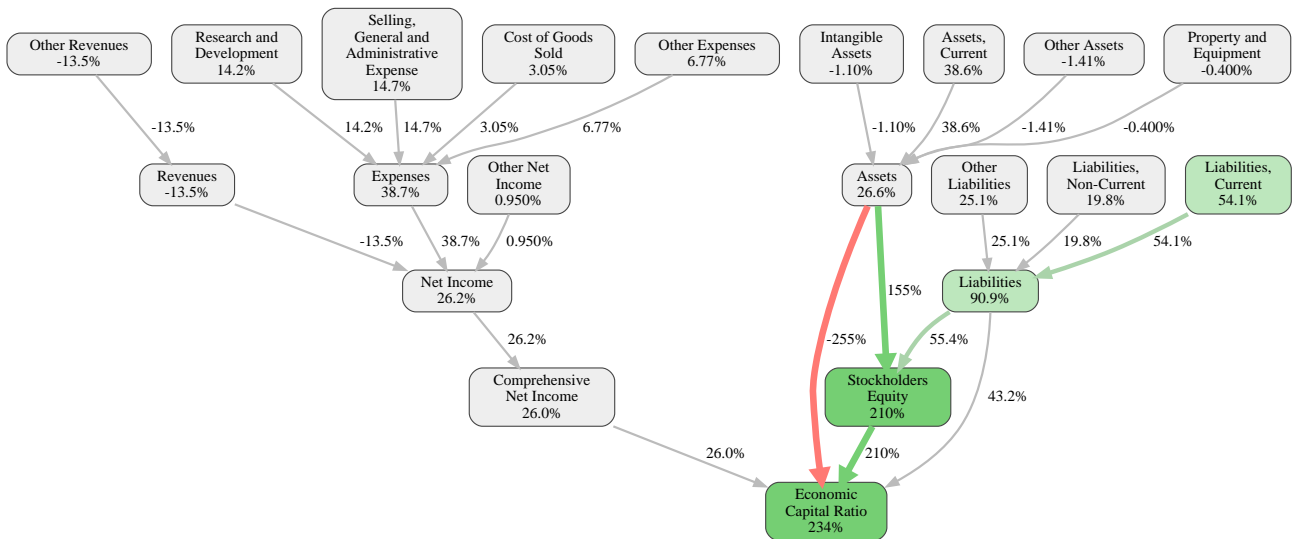 Other Revenues
-13.5%
Research and
Development
14.2%
Selling,
General and
Administrative
Expense
14.7%
Cost of Goods
Sold
3.05%
Other Expenses
6.77%
Intangible
Assets
-1.10%
Assets,
Current
38.6%
Other Assets
-1.41%
Property and
Equipment
-0.400%
-13.5%
14.2%
14.7%
3.05%
6.77%
-1.10%
38.6%
-1.41%
-0.400%
Revenues
-13.5%
Expenses
38.7%
Other Net
Income
0.950%
Assets
26.6%
Other
Liabilities
25.1%
Liabilities,
Non-Current
19.8%
Liabilities,
Current
54.1%
-13.5%
38.7%
0.950%
25.1%
19.8%
54.1%
Net Income
26.2%
155%
Liabilities
90.9%
26.2%
-255%
55.4%
Comprehensive
Net Income
26.0%
Stockholders
Equity
210%
43.2%
26.0%
210%
Economic
Capital Ratio
234%